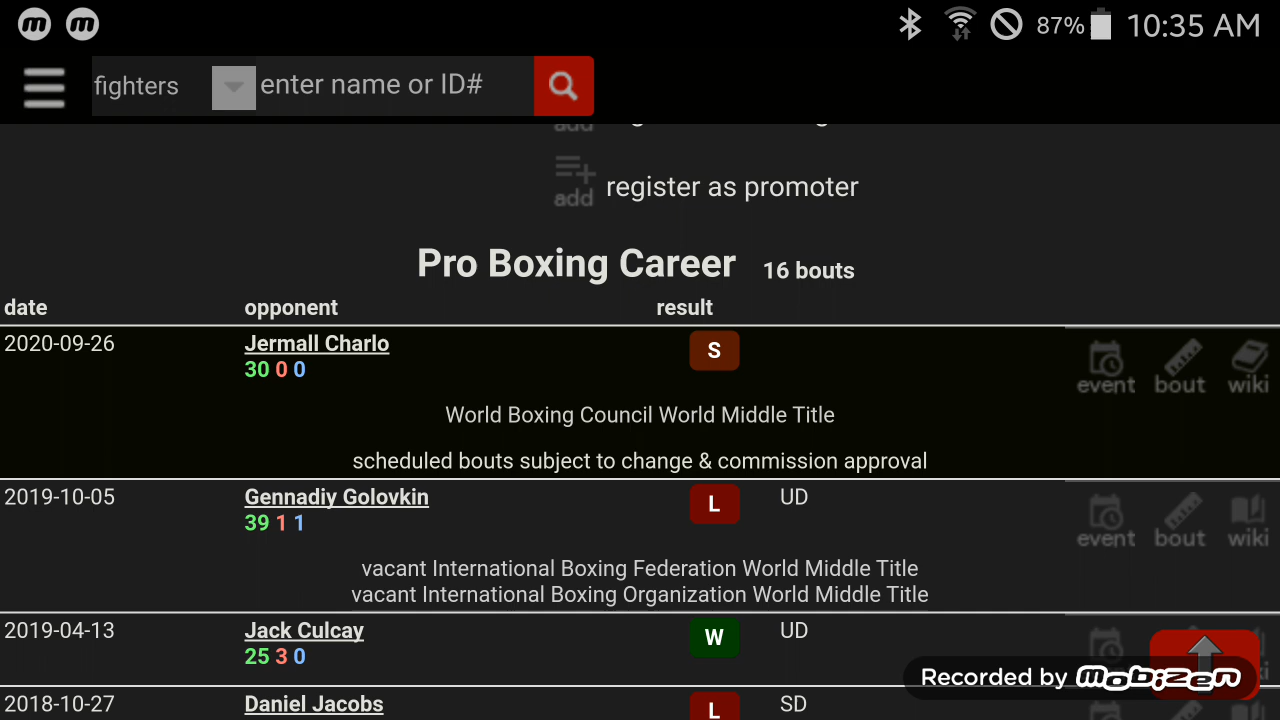 87% 10:35 AM
fighters enter name or ID#
add
add register as promoter
Pro Boxing Career 16 bouts
date opponent result
2020-09-26 Jermall Charlo S
30 0 0
event bout wiki
World Boxing Council World Middle Title
scheduled bouts subject to change & commission approval
2019-10-05 Gennadiy Golovkin L UD
39 1 1
event bout wiki
vacant International Boxing Federation World Middle Title
vacant International Boxing Organization World Middle Title
2019-04-13 Jack Culcay W UD
25 3 0
Recorded by Mobizen
2018-10-27 Daniel Jacobs L SD